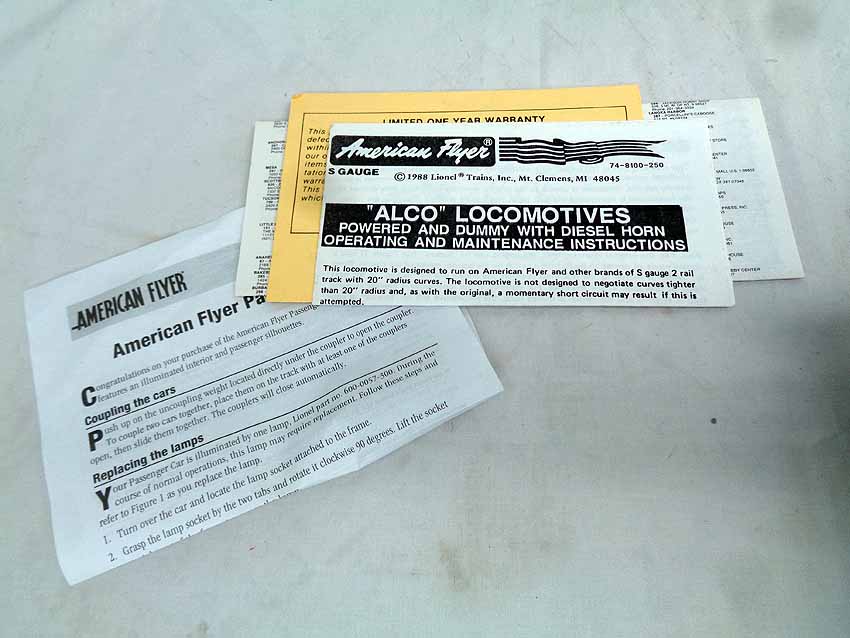 LIMITED ONE YEAR WARRANTY
This
defec
within
our o
items
tatio
warra
This
which
American Flyer®
S GAUGE
74-8100-250
© 1988 Lionel® Trains, Inc., Mt. Clemens, MI 48045
"ALCO" LOCOMOTIVES
POWERED AND DUMMY WITH DIESEL HORN
OPERATING AND MAINTENANCE INSTRUCTIONS
This locomotive is designed to run on American Flyer and other brands of S gauge 2 rail
track with 20" radius curves. The locomotive is not designed to negotiate curves tighter
than 20" radius and, as with the original, a momentary short circuit may result if this is
attempted.
AMERICAN FLYER®
American Flyer Pa
Congratulations on your purchase of the American Flyer Passeng
features an illuminated interior and passenger silhouettes.
Coupling the cars
Push up on the uncoupling weight located directly under the coupler to open the coupler.
To couple two cars together, place them on the track with at least one of the couplers
open, then slide them together. The couplers will close automatically.
Replacing the lamps
Your Passenger Car is illuminated by one lamp, Lionel part no. 600-0057-300. During the
course of normal operations, this lamp may require replacement. Follow these steps and
refer to Figure 1 as you replace the lamp.
1. Turn over the car and locate the lamp socket attached to the frame.
2. Grasp the lamp socket by the two tabs and rotate it clockwise 90 degrees. Lift the socket